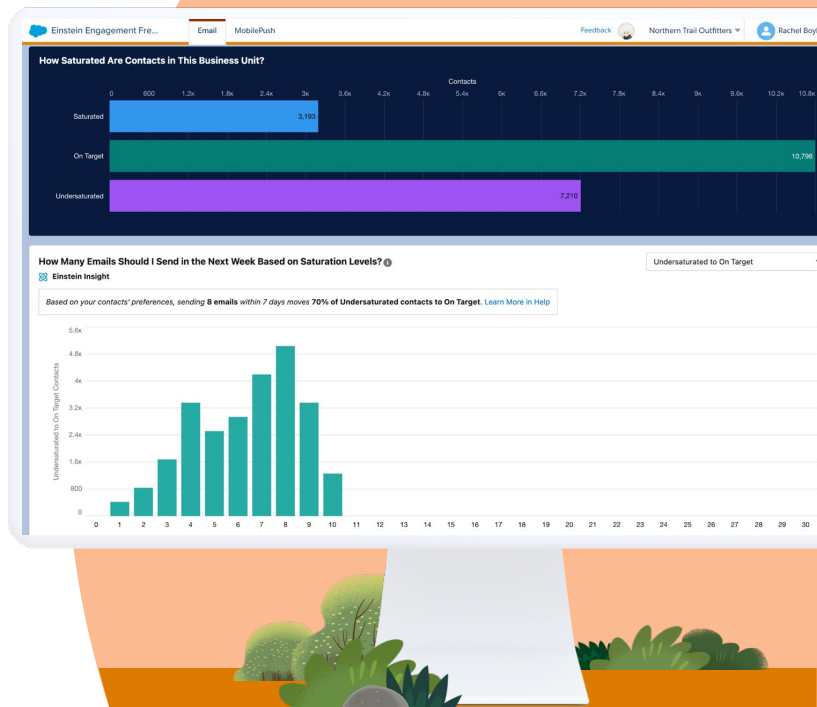 Einstein Engagement Fre... Email MobilePush Feedback Northern Trail Outfitters Rachel Boyl
How Saturated Are Contacts in This Business Unit?
Contacts
0 600 1.2K 1.8K 2.4K 3K 3.6K 4.2K 4.8K 5.4K 6K 6.6K 7.2K 7.8K 8.4K 9K 9.6K 10.2K 10.8K
Saturated 3,193
On Target 10,796
Undersaturated 7,210
How Many Emails Should I Send in the Next Week Based on Saturation Levels? Undersaturated to On Target
Einstein Insight
Based on your contacts' preferences, sending 8 emails within 7 days moves 70% of Undersaturated contacts to On Target. Learn More in Help
Undersaturated to On Target Contacts
5.6K
4.8K
4K
3.2K
2.4K
1.6K
800
0
0 1 2 3 4 5 6 7 8 9 10 11 12 13 14 15 16 17 18 19 20 21 22 23 24 25 26 27 28 29 30